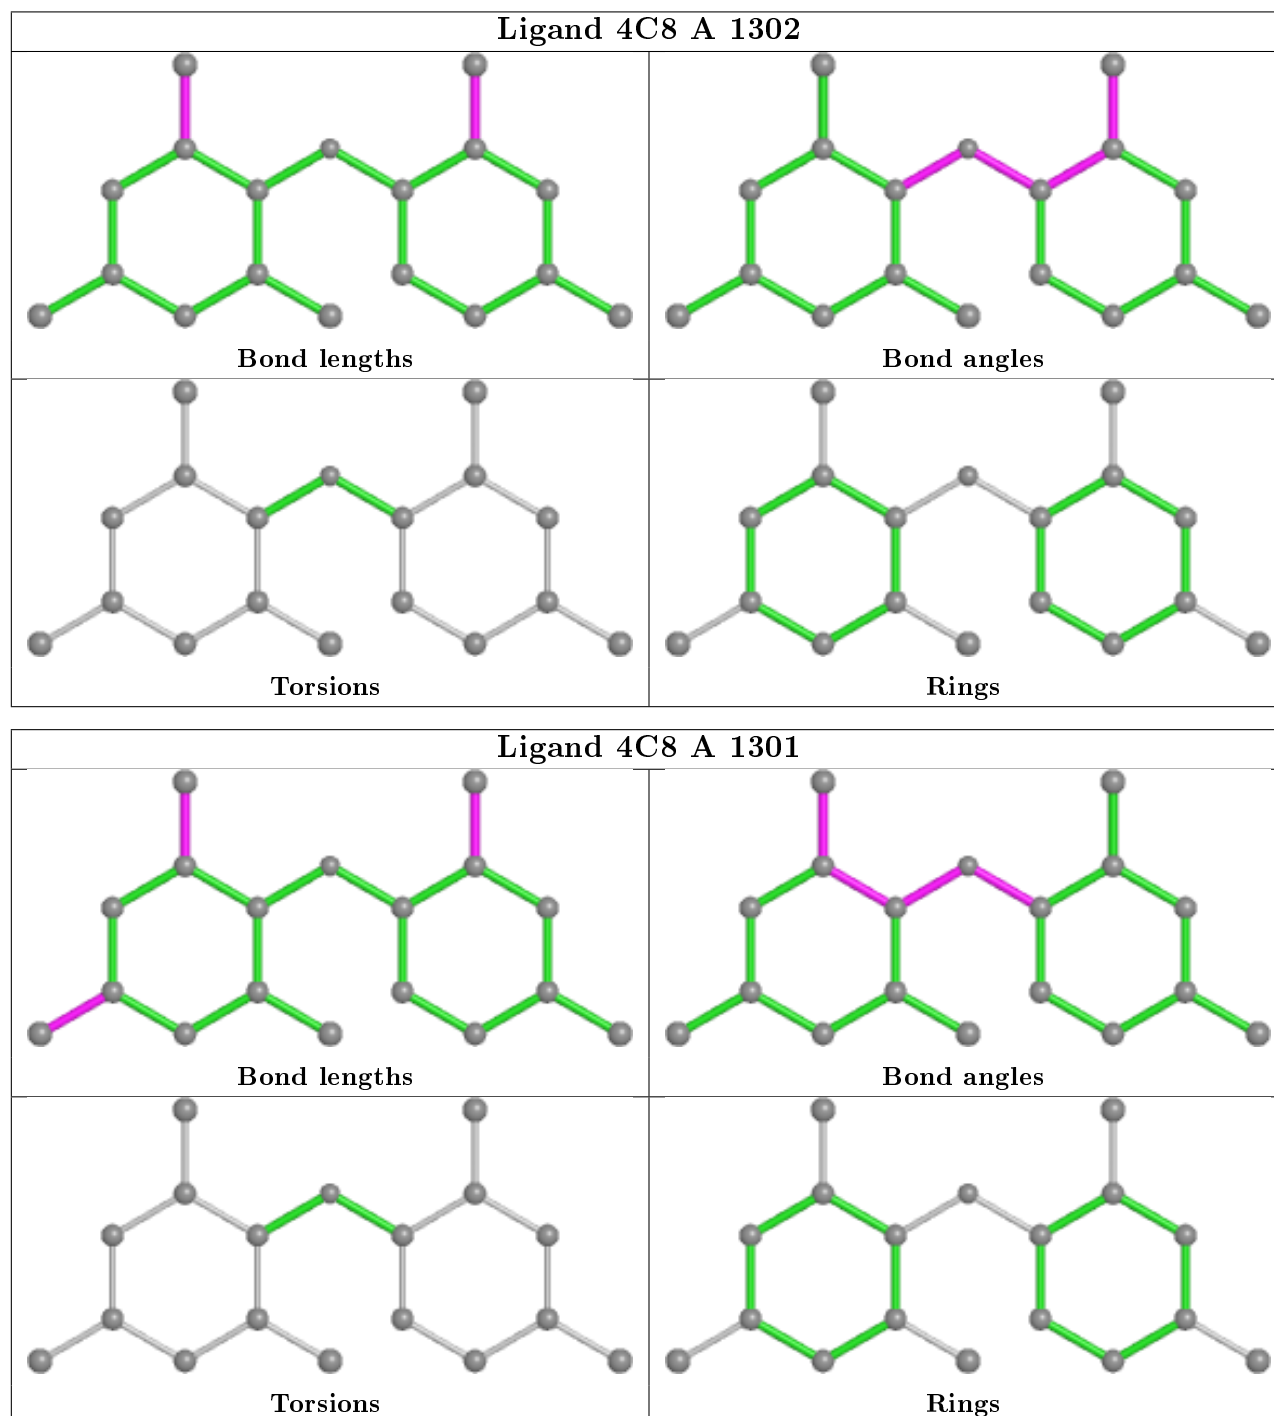 Ligand 4C8 A 1302
Bond lengths
Bond angles
Torsions
Rings
Ligand 4C8 A 1301
Bond lengths
Bond angles
Torsions
Rings